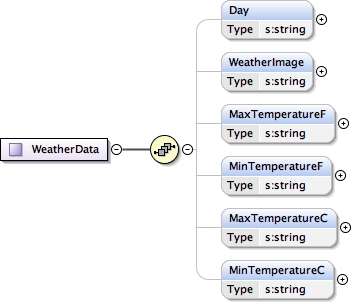 Day
Type s:string
WeatherImage
Type s:string
MaxTemperatureF
Type s:string
WeatherData
MinTemperatureF
Type s:string
MaxTemperatureC
Type s:string
MinTemperatureC
Type s:string